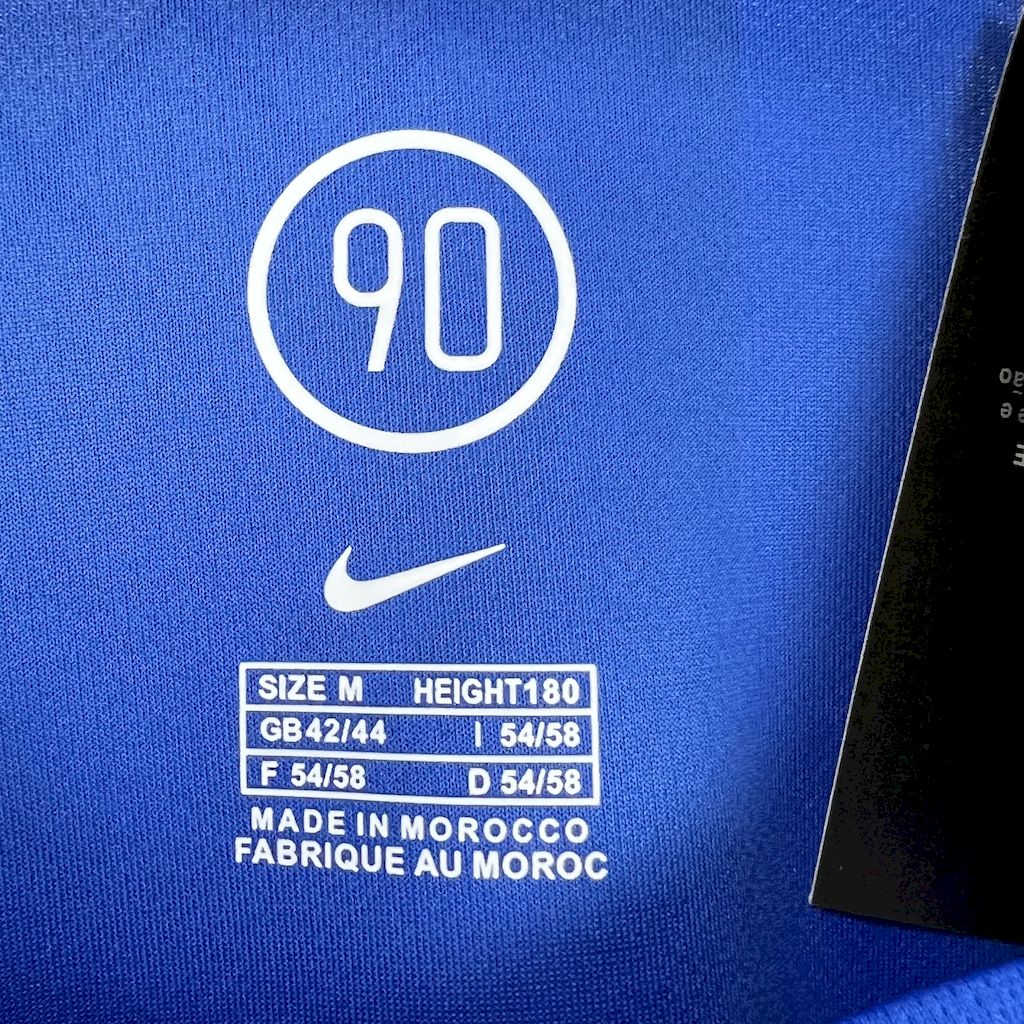 90
SIZE M HEIGHT180
GB42/44 I 54/58
F 54/58 D 54/58
MADE IN MOROCCO
FABRIQUE AU MOROC